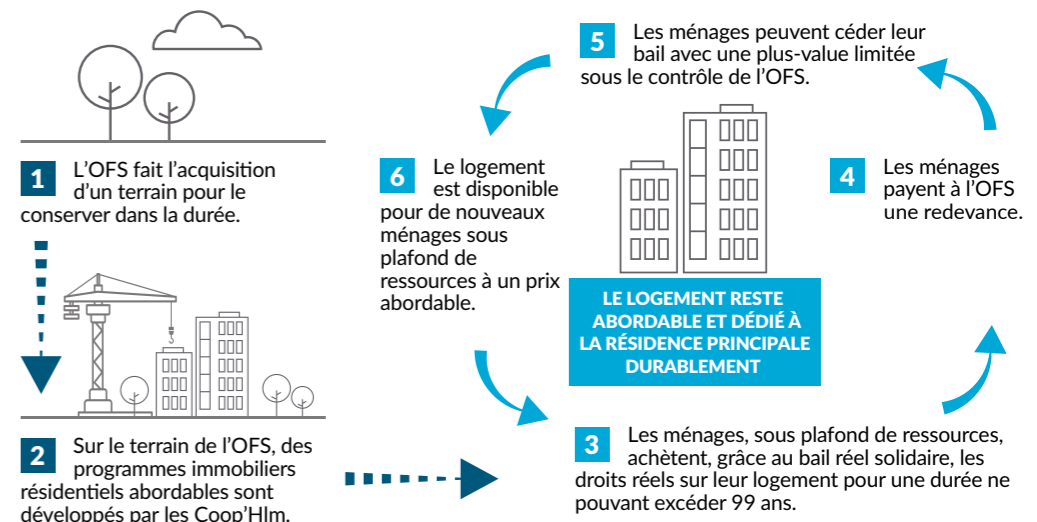 1 L’OFS fait l’acquisition
d’un terrain pour le
conserver dans la durée.
2 Sur le terrain de l’OFS, des
programmes immobiliers
résidentiels abordables sont
développés par les Coop’Hlm.
3 Les ménages, sous plafond de ressources,
achètent, grâce au bail réel solidaire, les
droits réels sur leur logement pour une durée ne
pouvant excéder 99 ans.
4 Les ménages
payent à l’OFS
une redevance.
5 Les ménages peuvent céder leur
bail avec une plus-value limitée
sous le contrôle de l’OFS.
6 Le logement
est disponible
pour de nouveaux
ménages sous
plafond de
ressources à un prix
abordable.
LE LOGEMENT RESTE
ABORDABLE ET DÉDIÉ À
LA RÉSIDENCE PRINCIPALE
DURABLEMENT